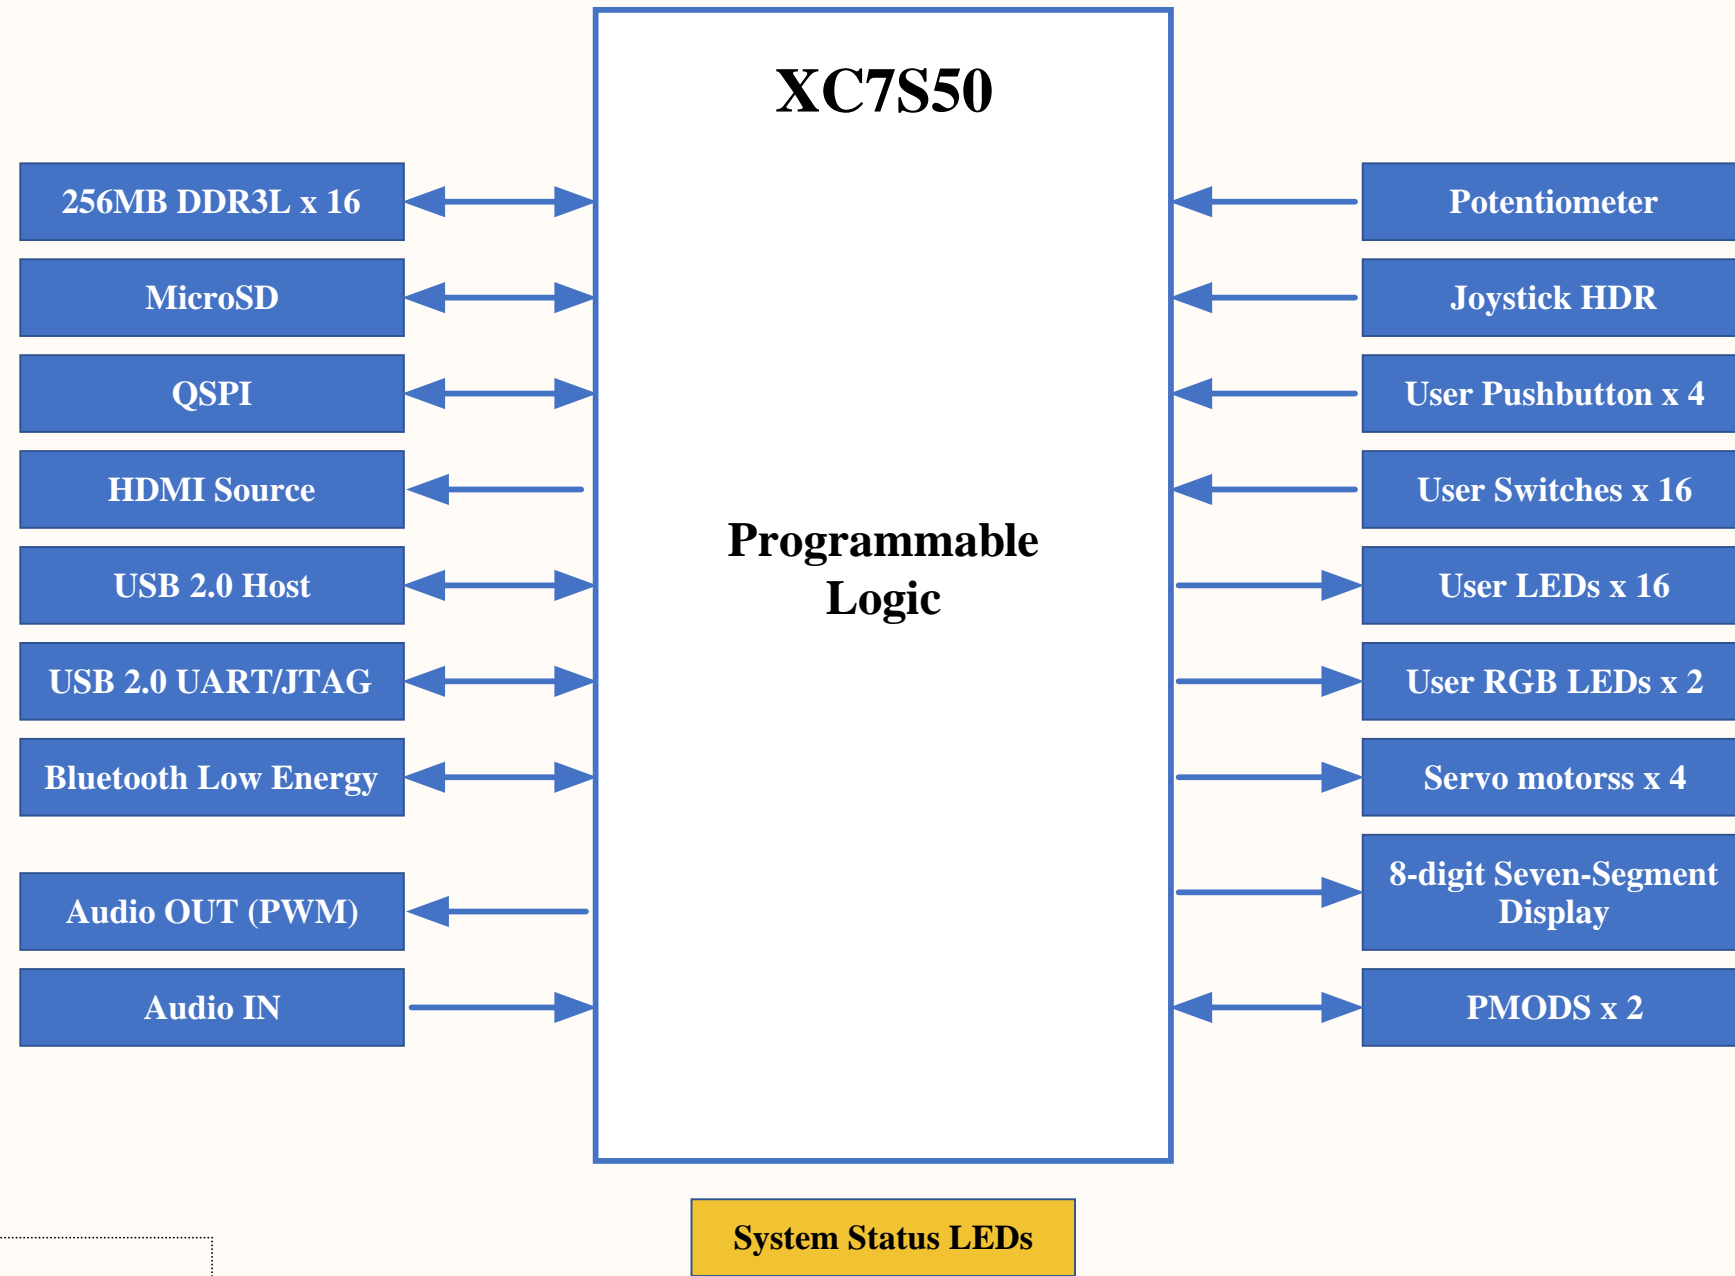 XC7S50
Programmable
Logic
256MB DDR3L x 16
MicroSD
QSPI
HDMI Source
USB 2.0 Host
USB 2.0 UART/JTAG
Bluetooth Low Energy
Audio OUT (PWM)
Audio IN
Potentiometer
Joystick HDR
User Pushbutton x 4
User Switches x 16
User LEDs x 16
User RGB LEDs x 2
Servo motorss x 4
8-digit Seven-Segment
Display
PMODS x 2
System Status LEDs